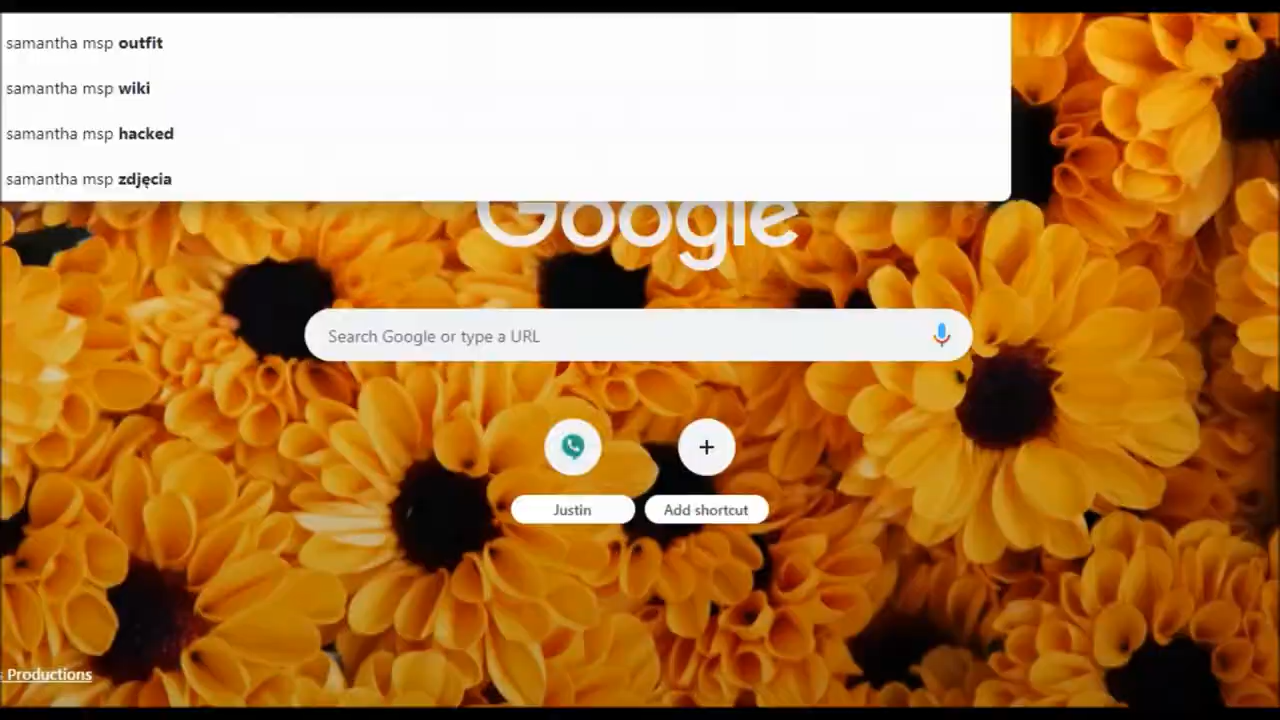 samantha msp outfit
samantha msp wiki
samantha msp hacked
samantha msp zdjęcia
Google
Search Google or type a URL
Justin
Add shortcut
s Productions